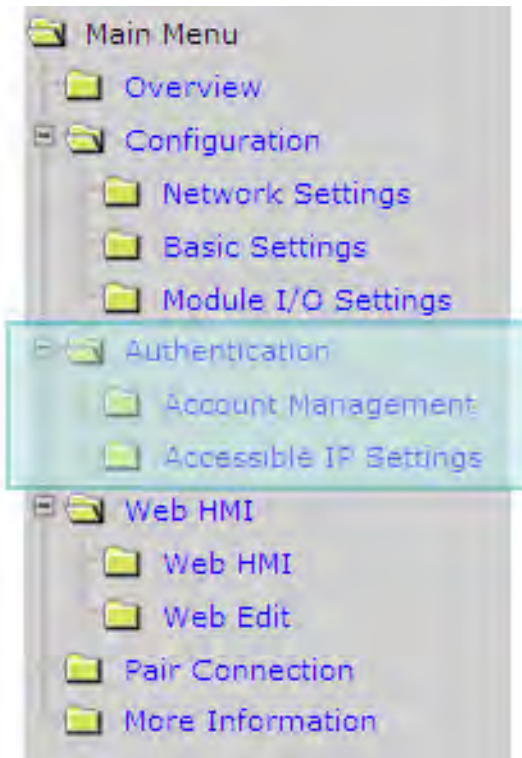 Main Menu
Overview
Configuration
Network Settings
Basic Settings
Module I/O Settings
Authentication
Account Management
Accessible IP Settings
Web HMI
Web HMI
Web Edit
Pair Connection
More Information